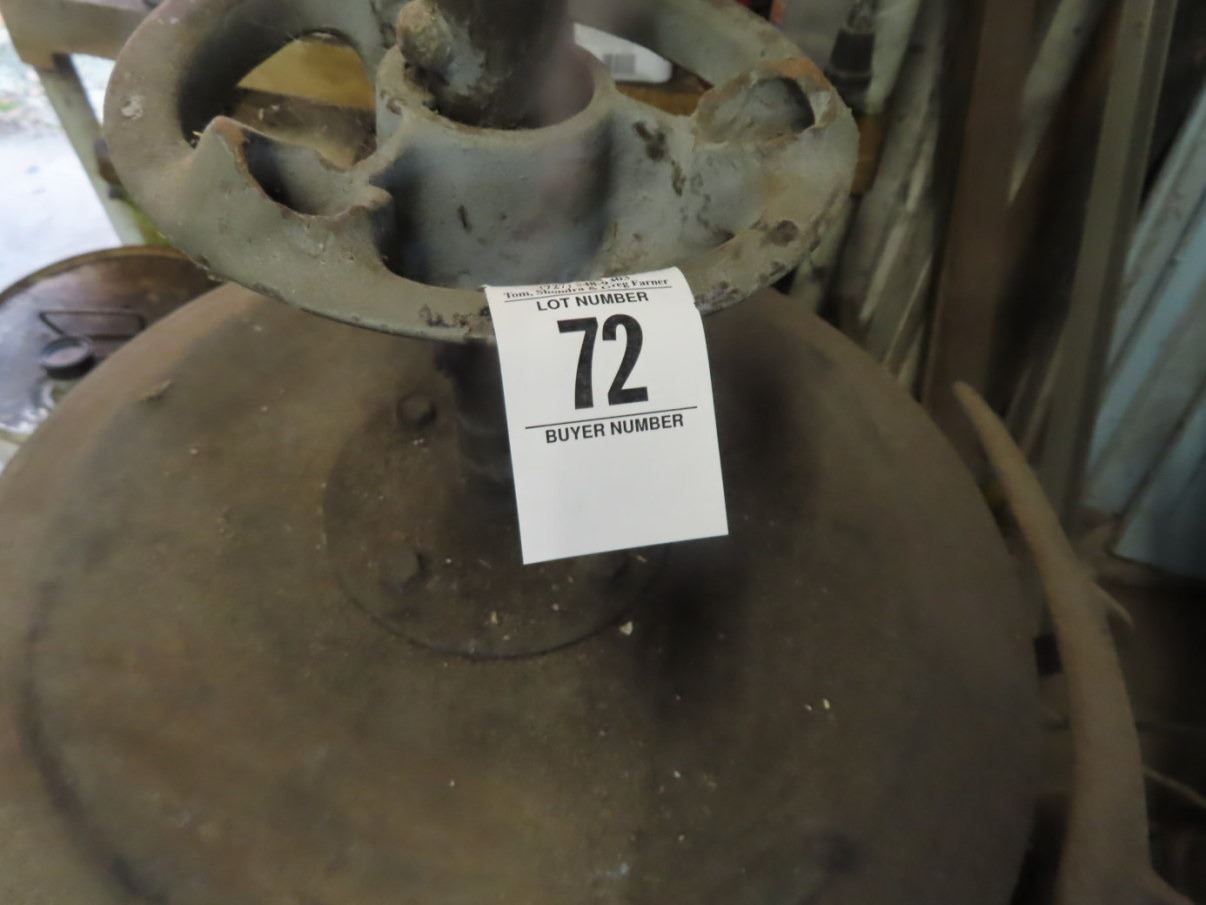 Tom, Shondra & Greg Farner
LOT NUMBER
72
BUYER NUMBER